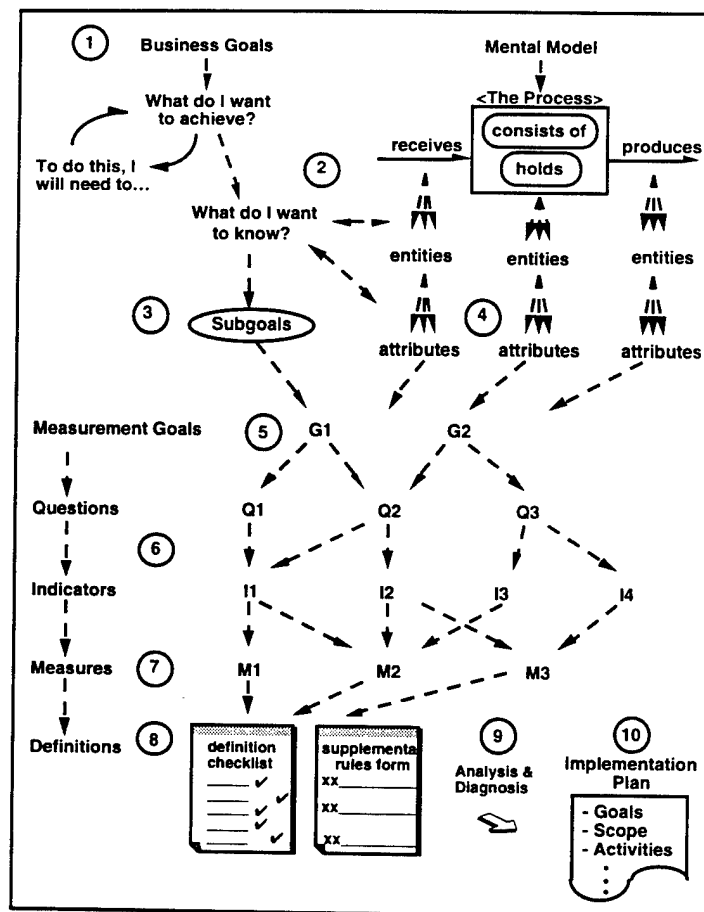 1
Business Goals
Mental Model
What do I want
to achieve?
<The Process>
consists of
receives
produces
To do this, I
will need to...
2
holds
What do I want
to know?
entities
entities
entities
3
Subgoals
4
attributes
attributes
attributes
Measurement Goals
5
G1
G2
Questions
Q1
Q2
Q3
6
Indicators
I1
I2
I3
I4
Measures
7
M1
M2
M3
Definitions
8
definition
checklist
supplementa
rules form
xx
xx
xx
9
Analysis &
Diagnosis
10
Implementation
Plan
- Goals
- Scope
- Activities